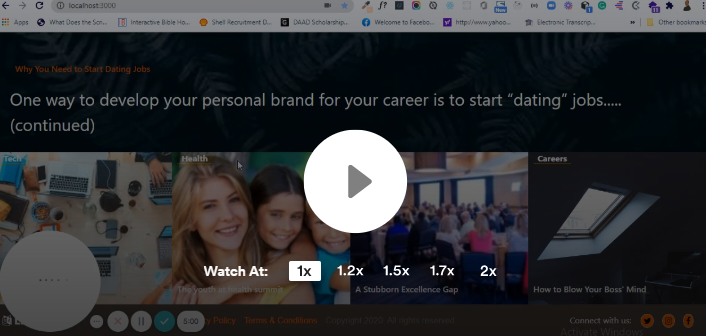 localhost:3000
Apps What Does the Scri... Interactive Bible Ho... Shell Recruitment D... DAAD Scholarship... Welcome to Facebo... http://www.yahoo... Electronic Transcrip... » Other bookmarks
New
Why You Need to Start Dating Jobs
One way to develop your personal brand for your career is to start “dating” jobs.....
(continued)
Tech
Health
Careers
Watch At: 1x 1.2x 1.5x 1.7x 2x
The youth or health summit
A Stubborn Excellence Gap
How to Blow Your Boss' Mind
5:00
y Policy Terms & Conditions Copyright 2020. All rights reserved.
Connect with us:
Activate Windows